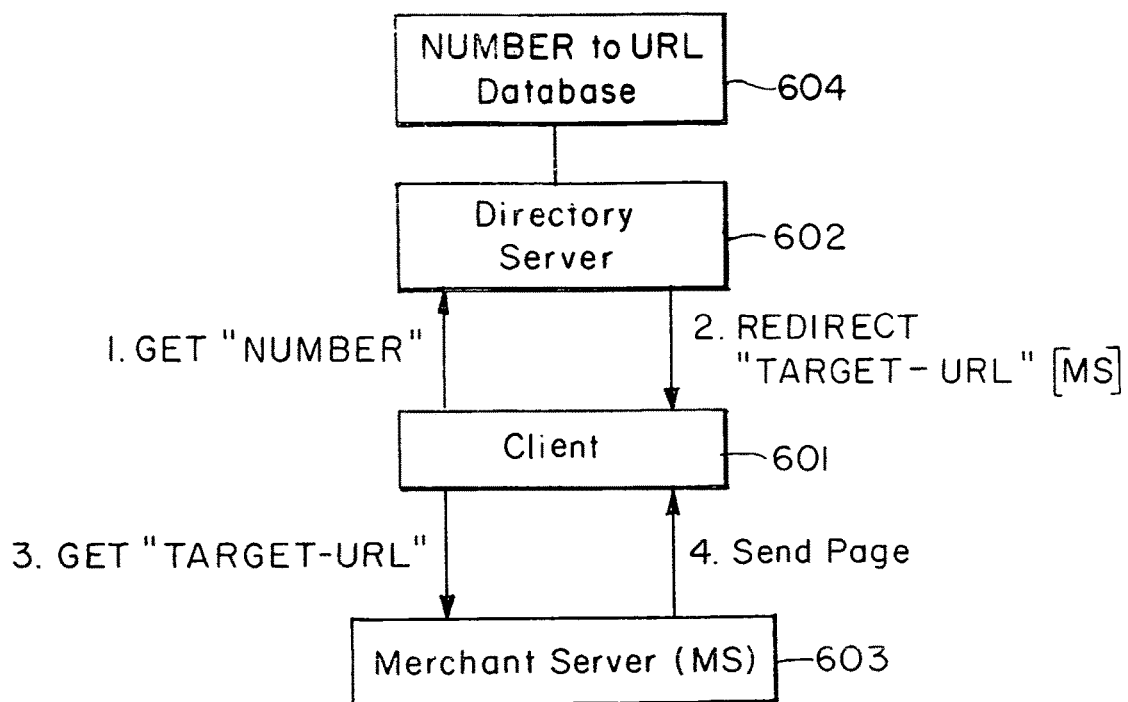 NUMBER to URL
Database
604
Directory
Server
602
1. GET "NUMBER"
2. REDIRECT
"TARGET-URL" [MS]
Client
601
3. GET "TARGET-URL"
4. Send Page
Merchant Server (MS)
603